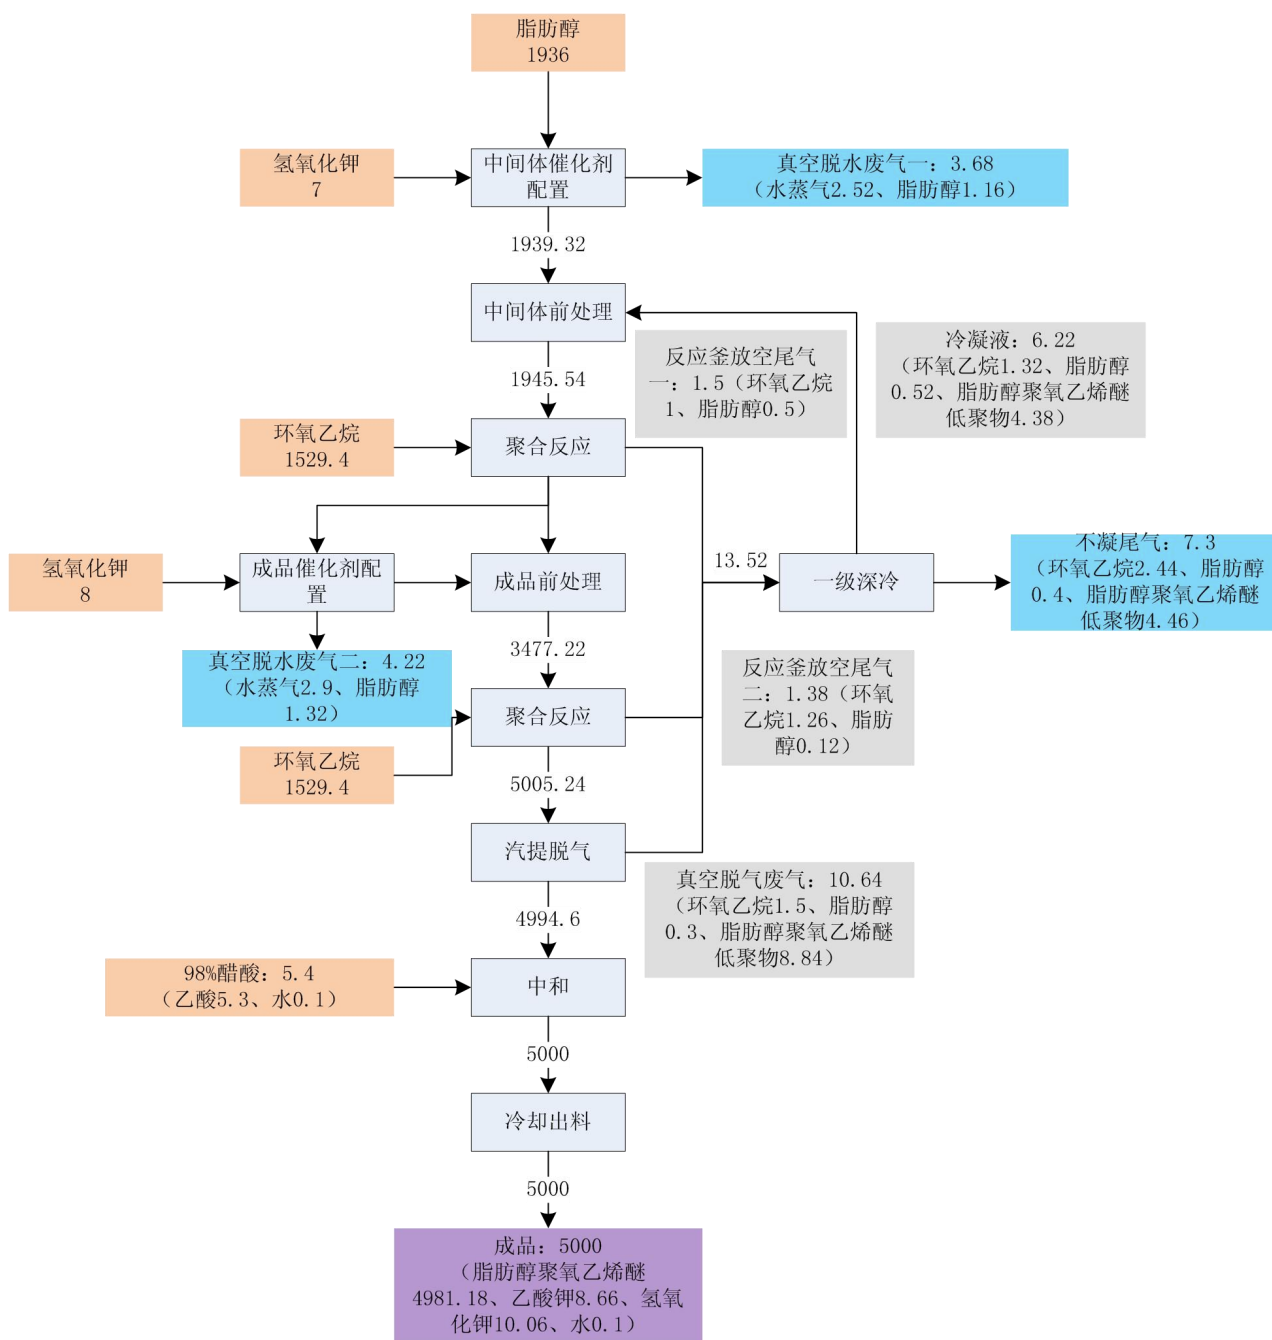 脂肪醇
1936
氢氧化钾
7
中间体催化剂
配置
真空脱水废气一：3.68
（水蒸气2.52、脂肪醇1.16）
1939.32
中间体前处理
反应釜放空尾气
一：1.5（环氧乙烷
1、脂肪醇0.5）
冷凝液：6.22
（环氧乙烷1.32、脂肪醇
0.52、脂肪醇聚氧乙烯醚
低聚物4.38）
1945.54
环氧乙烷
1529.4
聚合反应
氢氧化钾
8
成品催化剂配
置
成品前处理
13.52
一级深冷
不凝尾气：7.3
（环氧乙烷2.44、脂肪醇
0.4、脂肪醇聚氧乙烯醚
低聚物4.46）
真空脱水废气二：4.22
（水蒸气2.9、脂肪醇
1.32）
3477.22
反应釜放空尾气
二：1.38（环氧
乙烷1.26、脂肪
醇0.12）
聚合反应
环氧乙烷
1529.4
5005.24
汽提脱气
真空脱气废气：10.64
（环氧乙烷1.5、脂肪醇
0.3、脂肪醇聚氧乙烯醚
低聚物8.84）
4994.6
98%醋酸：5.4
（乙酸5.3、水0.1）
中和
5000
冷却出料
5000
成品：5000
（脂肪醇聚氧乙烯醚
4981.18、乙酸钾8.66、氢氧
化钾10.06、水0.1）